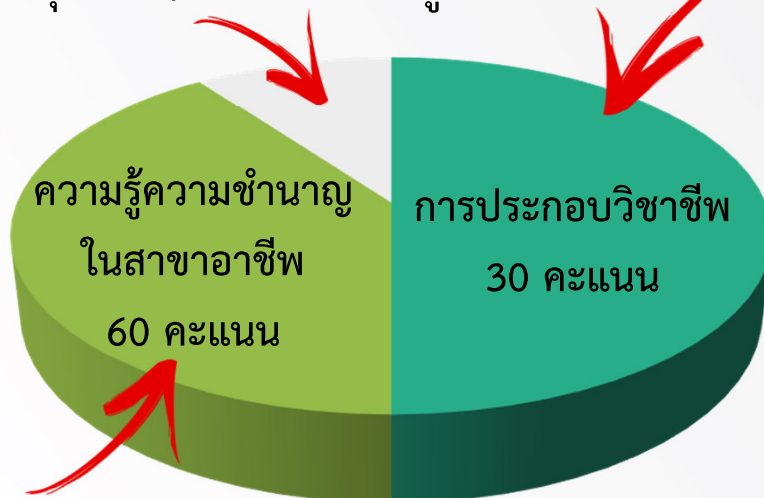 ความรู้ความชำนาญ
ในสาขาอาชีพ
60 คะแนน
การประกอบวิชาชีพ
30 คะแนน